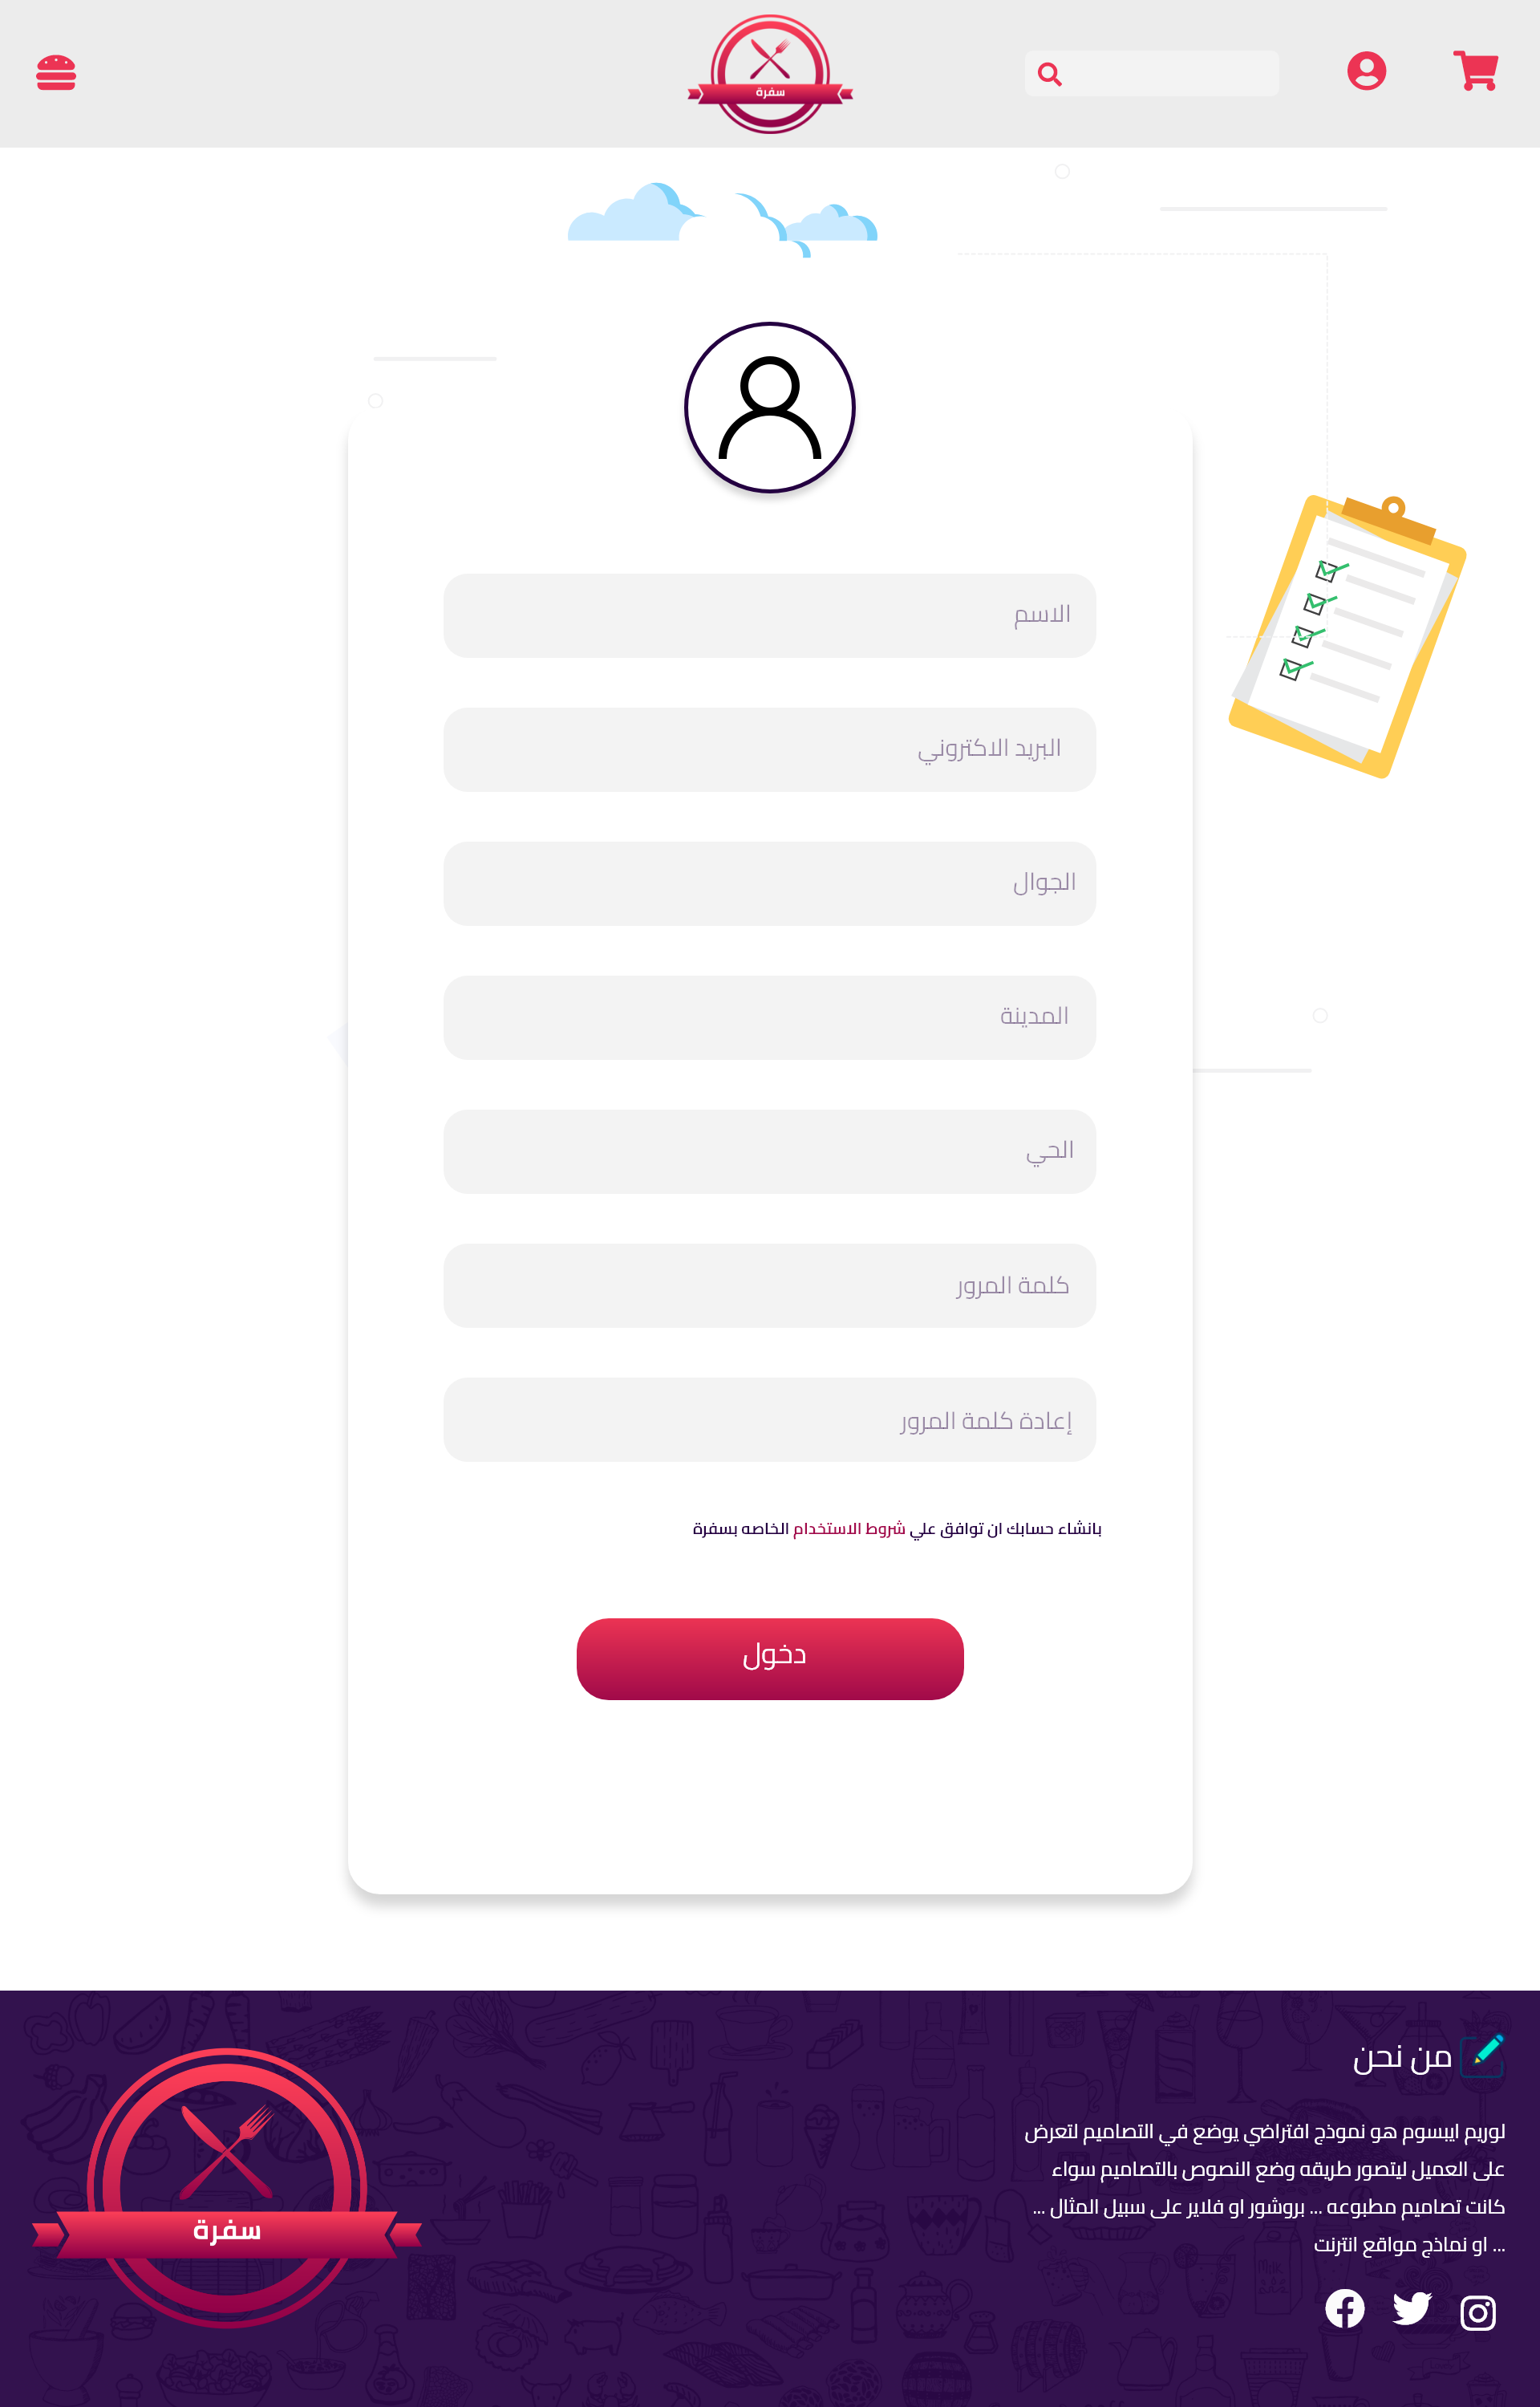 سفرة
الاسم
البريد الاكتروني
الجوال
المدينة
الحي
كلمة المرور
إعادة كلمة المرور
بانشاء حسابك ان توافق علي شروط الاستخدام الخاصه بسفرة
دخول
من نحن
لوريم ايبسوم هو نموذج افتراضي يوضع في التصاميم لتعرض
على العميل ليتصور طريقه وضع النصوص بالتصاميم سواء
كانت تصاميم مطبوعه ... بروشور او فلاير على سبيل المثال ...
... او نماذج مواقع انترنت
سفرة